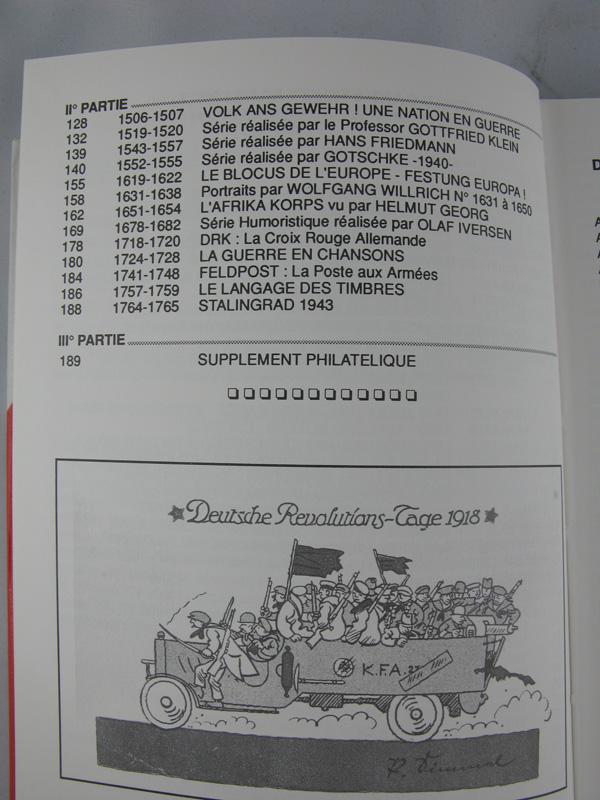 II° PARTIE
128 1506-1507 VOLK ANS GEWEHR ! UNE NATION EN GUERRE
132 1519-1520 Série réalisée par le Professor GOTTFRIED KLEIN
139 1543-1557 Série réalisée par HANS FRIEDMANN
140 1552-1555 Série réalisée par GOTSCHKE -1940-
155 1619-1622 LE BLOCUS DE L'EUROPE - FESTUNG EUROPA !
158 1631-1638 Portraits par WOLFGANG WILLRICH N° 1631 à 1650
162 1651-1654 L'AFRIKA KORPS vu par HELMUT GEORG
169 1678-1682 Série Humoristique réalisée par OLAF IVERSEN
178 1718-1720 DRK : La Croix Rouge Allemande
180 1724-1728 LA GUERRE EN CHANSONS
184 1741-1748 FELDPOST : La Poste aux Armées
186 1757-1759 LE LANGAGE DES TIMBRES
188 1764-1765 STALINGRAD 1943
III° PARTIE
189 SUPPLEMENT PHILATELIQUE
Deutsche Revolutions-Tage 1918
K.F.A. 27